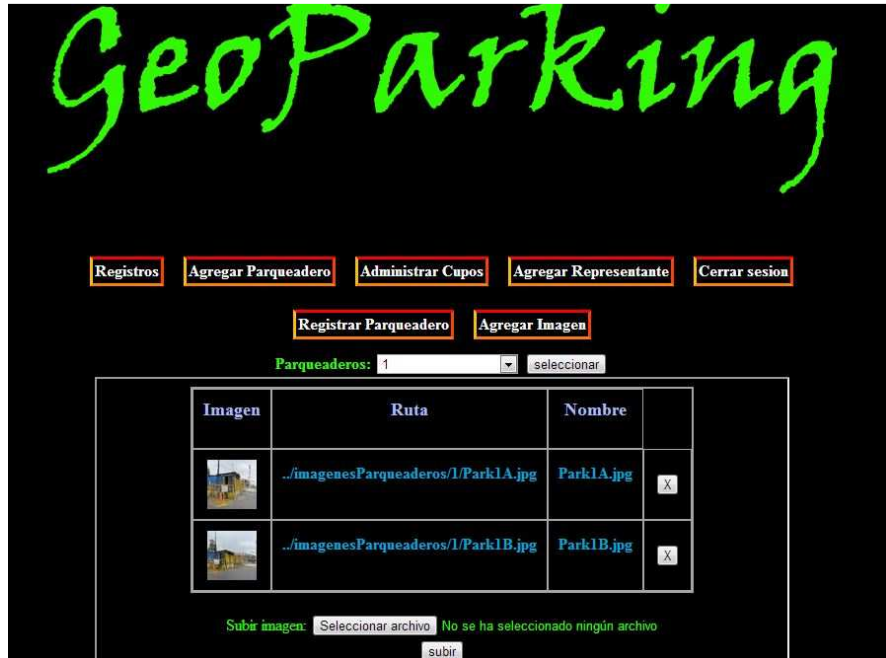 GeoParking
Registros Agregar Parqueadero Administrar Cupos Agregar Representante Cerrar sesion
Registrar Parqueadero Agregar Imagen
Parqueaderos: 1 seleccionar
Imagen Ruta Nombre
../imagenesParqueaderos/1/Park1A.jpg Park1A.jpg X
../imagenesParqueaderos/1/Park1B.jpg Park1B.jpg X
Subir imagen: Seleccionar archivo No se ha seleccionado ningún archivo
subir